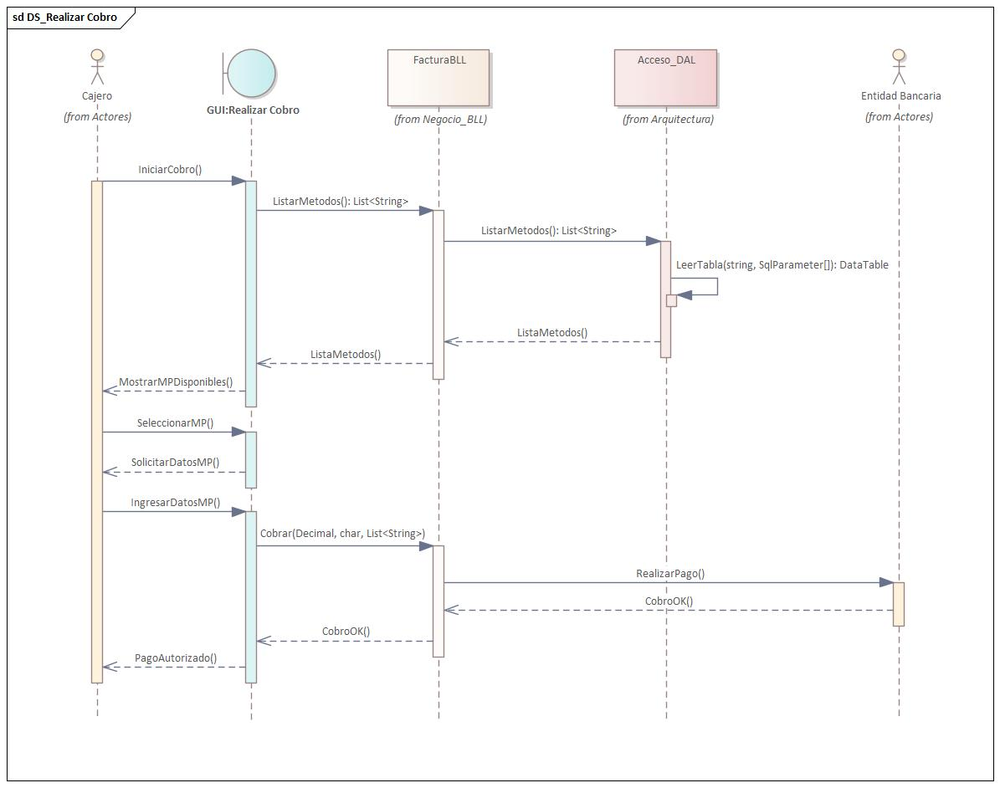 sd DS_Realizar Cobro
Cajero
(from Actores)
GUI:Realizar Cobro
FacturaBLL
(from Negocio_BLL)
Acceso_DAL
(from Arquitectura)
Entidad Bancaria
(from Actores)
IniciarCobro()
ListarMetodos(): List<String>
ListarMetodos(): List<String>
LeerTabla(string, SqlParameter[]): DataTable
ListaMetodos()
ListaMetodos()
MostrarMPDisponibles()
SeleccionarMP()
SolicitarDatosMP()
IngresarDatosMP()
Cobrar(Decimal, char, List<String>)
RealizarPago()
CobroOK()
CobroOK()
PagoAutorizado()